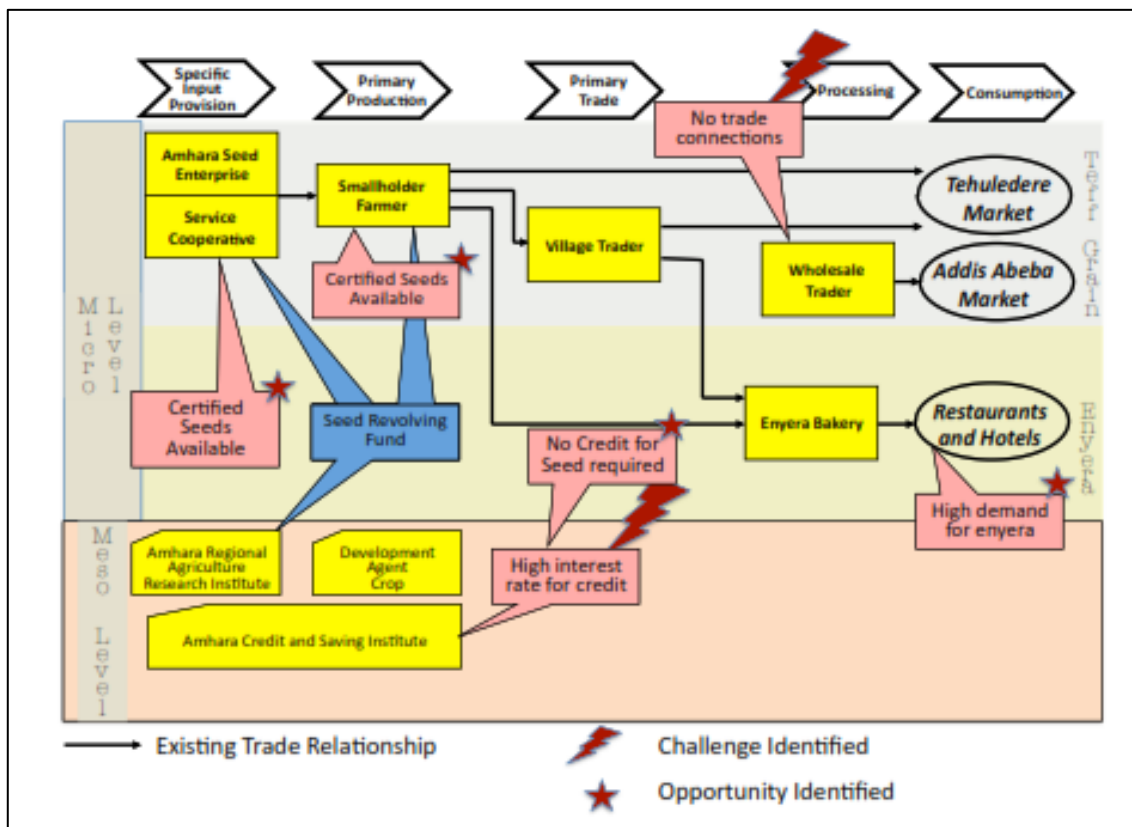 Specific
Input
Provision
Primary
Production
Primary
Trade
Processing
Consumption
No trade
connections
Micro
Level
Amhara Seed
Enterprise
Service
Cooperative
Smallholder
Farmer
Village Trader
Wholesale
Trader
Tehuledere
Market
Addis Abeba
Market
Teff Grain
Certified Seeds
Available
Certified
Seeds
Available
Seed Revolving
Fund
No Credit for
Seed required
Enyera Bakery
Restaurants
and Hotels
Enyera
High demand
for enyera
Meso Level
Amhara Regional
Agriculture
Research Institute
Development
Agent
Crop
High interest
rate for credit
Amhara Credit and Saving Institute
Existing Trade Relationship
Challenge Identified
Opportunity Identified